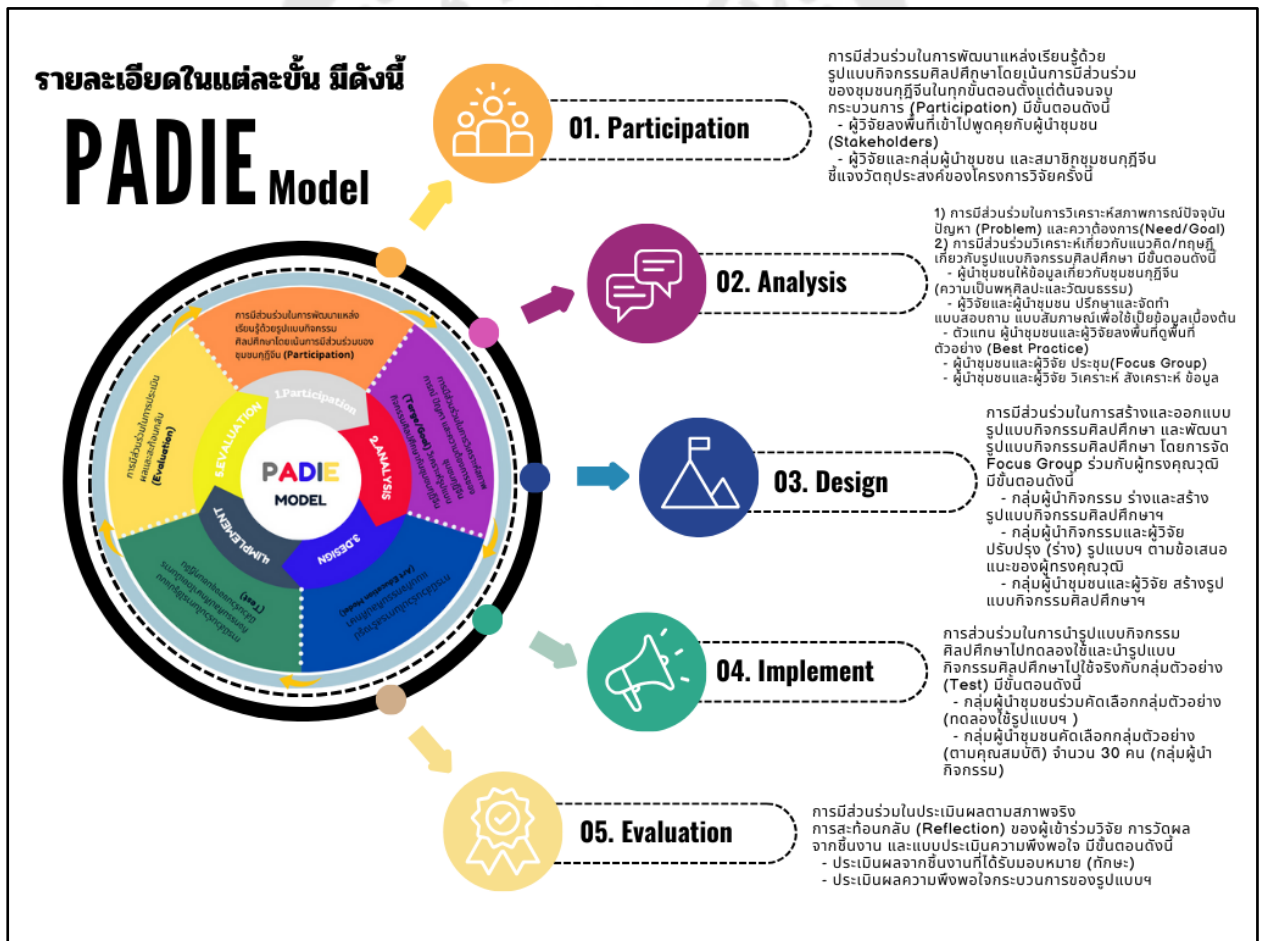 รายละเอียดในแต่ละขั้น มีดังนี้
PADIE Model
01. Participation
การมีส่วนร่วมในการพัฒนาแหล่งเรียนรู้ด้วย
รูปแบบกิจกรรมศิลปศึกษาโดยเน้นการมีส่วนร่วม
ของชุมชนกุฎีจีนในทุกขั้นตอนตั้งแต่ต้นจนจบ
กระบวนการ (Participation) มีขั้นตอนดังนี้
- ผู้วิจัยลงพื้นที่เข้าไปพูดคุยกับผู้นำชุมชน
(Stakeholders)
- ผู้วิจัยและกลุ่มผู้นำชุมชน และสมาชิกชุมชนกุฎีจีน
ชี้แจงวัตถุประสงค์ของโครงการวิจัยครั้งนี้
02. Analysis
1) การมีส่วนร่วมในการวิเคราะห์สภาพการณ์ปัจจุบัน
ปัญหา (Problem) และควาต้องการ(Need/Goal)
2) การมีส่วนร่วมวิเคราะห์เกี่ยวกับแนวคิด/ทฤษฎี
เกี่ยวกับรูปแบบกิจกรรมศิลปศึกษา มีขั้นตอนดังนี้
- ผู้นำชุมชนให้ข้อมูลเกี่ยวกับชุมชนกุฎีจีน
(ความเป็นพหุศิลปะและวัฒนธรรม)
- ผู้วิจัยและผู้นำชุมชน ปรึกษาและจัดทำ
แบบสอบถาม แบบสัมภาษณ์เพื่อใช้เป็ยข้อมูลเบื้องต้น
- ตัวแทน ผู้นำชุมชนและผู้วิจัยลงพื้นที่ดูพื้นที่
ตัวอย่าง (Best Practice)
- ผู้นำชุมชนและผู้วิจัย ประชุม(Focus Group)
- ผู้นำชุมชนและผู้วิจัย วิเคราะห์ สังเคราะห์ ข้อมูล
03. Design
การมีส่วนร่วมในการสร้างและออกแบบ
รูปแบบกิจกรรมศิลปศึกษา และพัฒนา
รูปแบบกิจกรรมศิลปศึกษา โดยการจัด
Focus Group ร่วมกับผู้ทรงคุณวุฒิ
มีขั้นตอนดังนี้
- กลุ่มผู้นำกิจกรรม ร่างและสร้าง
รูปแบบกิจกรรมศิลปศึกษาฯ
- กลุ่มผู้นำกิจกรรมและผู้วิจัย
ปรับปรุง (ร่าง) รูปแบบฯ ตามข้อเสนอ
แนะของผู้ทรงคุณวุฒิ
- กลุ่มผู้นำชุมชนและผู้วิจัย สร้างรูป
แบบกิจกรรมศิลปศึกษาฯ
04. Implement
การส่วนร่วมในการนำรูปแบบกิจกรรม
ศิลปศึกษาไปทดลองใช้และนำรูปแบบ
กิจกรรมศิลปศึกษาไปใช้จริงกับกลุ่มตัวอย่าง
(Test) มีขั้นตอนดังนี้
- กลุ่มผู้นำชุมชนร่วมคัดเลือกกลุ่มตัวอย่าง
(ทดลองใช้รูปแบบฯ )
- กลุ่มผู้นำชุมชนคัดเลือกกลุ่มตัวอย่าง
(ตามคุณสมบัติ) จำนวน 30 คน (กลุ่มผู้นำ
กิจกรรม)
05. Evaluation
การมีส่วนร่วมในประเมินผลตามสภาพจริง
การสะท้อนกลับ (Reflection) ของผู้เข้าร่วมวิจัย การวัดผล
จากชิ้นงาน และแบบประเมินความพึงพอใจ มีขั้นตอนดังนี้
- ประเมินผลจากชิ้นงานที่ได้รับมอบหมาย (ทักษะ)
- ประเมินผลความพึงพอใจกระบวนการของรูปแบบฯ
การมีส่วนร่วมในการพัฒนาแหล่ง
เรียนรู้ด้วยรูปแบบกิจกรรม
ศิลปศึกษาโดยเน้นการมีส่วนร่วมของ
ชุมชนกุฎีจีน (Participation)
1.Participation
2.ANALYSIS
(Target/Goal)
3.DESIGN
(Art Education Model)
4.IMPLEMENT
(Test)
5.EVALUATION
การมีส่วนร่วมในการประเมิน
ผลและสะท้อนกลับ
(Evaluation)
PADIE
MODEL